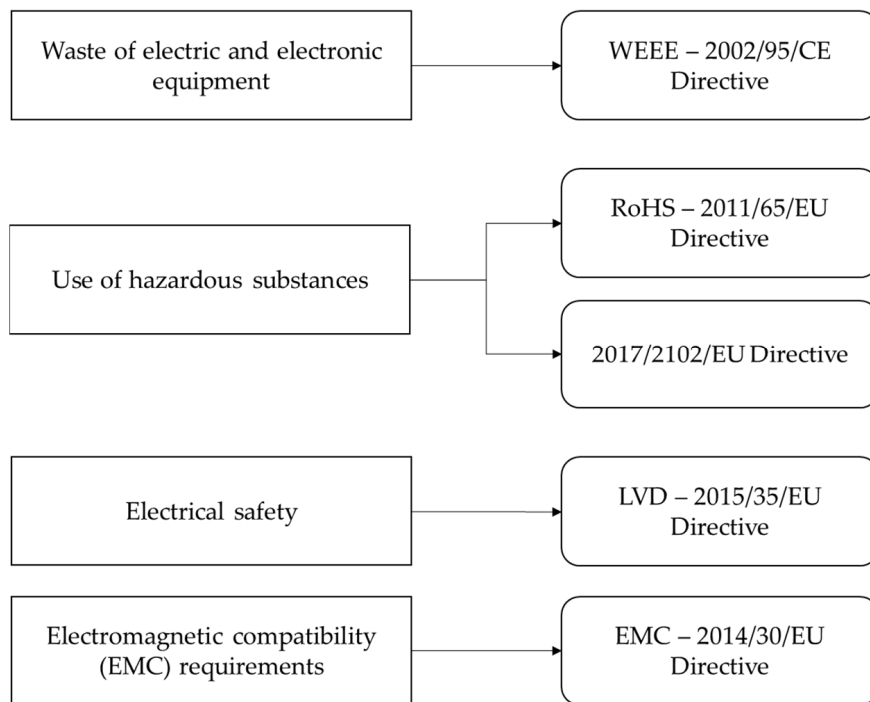 Waste of electric and electronic
equipment
WEEE – 2002/95/CE
Directive
Use of hazardous substances
RoHS – 2011/65/EU
Directive
2017/2102/EU Directive
Electrical safety
LVD – 2015/35/EU
Directive
Electromagnetic compatibility
(EMC) requirements
EMC – 2014/30/EU
Directive